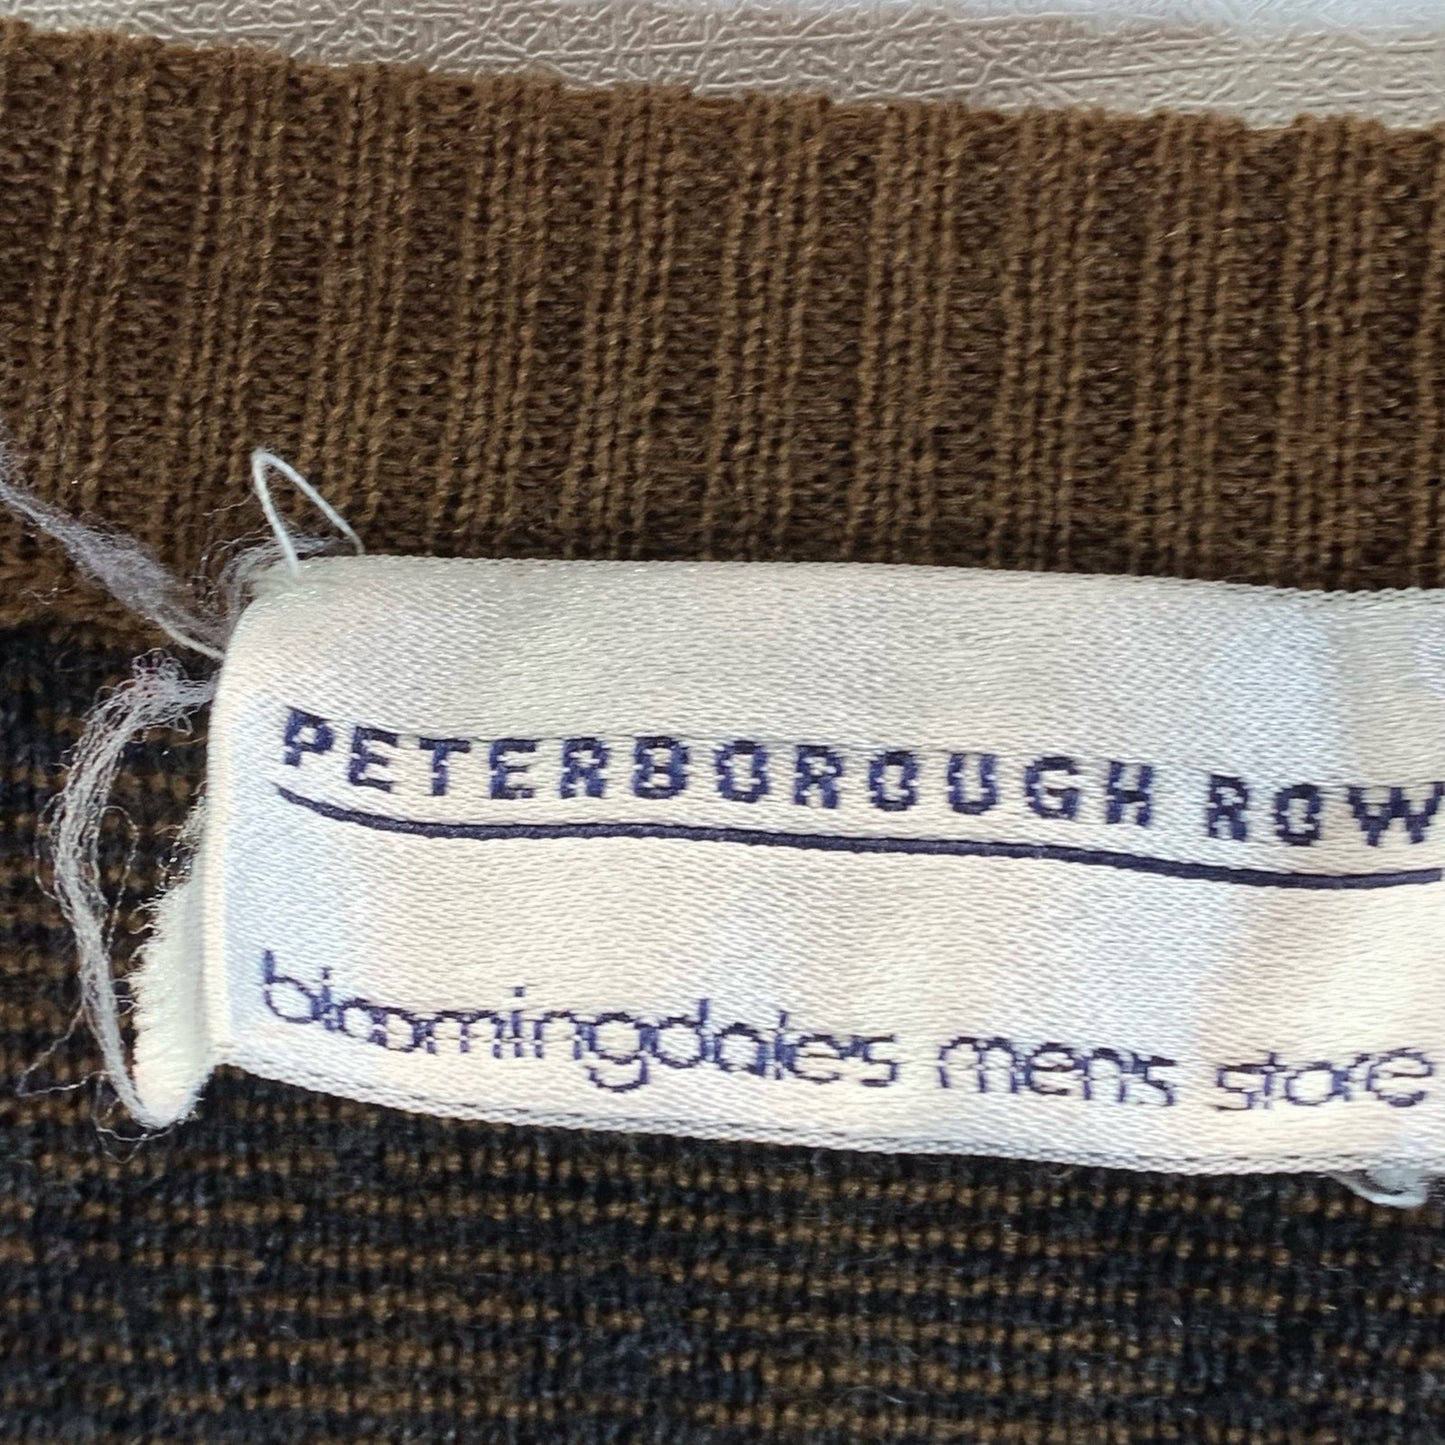 PETERBOROUGH ROW
bloomingdale's men's store